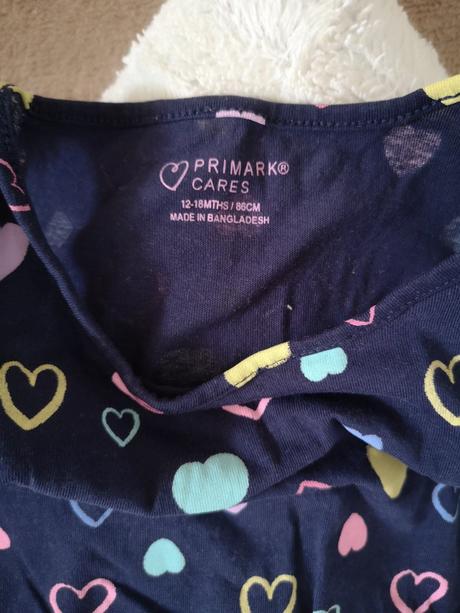 PRIMARK®
CARES
12-18MTHS / 86CM
MADE IN BANGLADESH